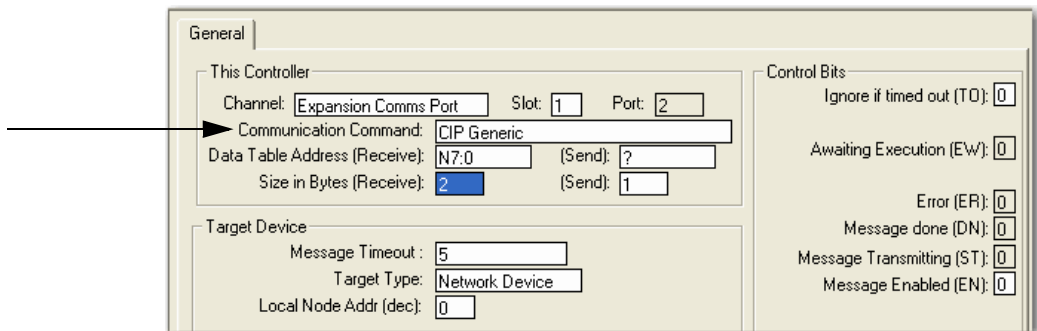 General
This Controller
Channel: Expansion Comms Port Slot: 1 Port: 2
Communication Command: CIP Generic
Data Table Address (Receive): N7:0 (Send): ?
Size in Bytes (Receive): 2 (Send): 1
Target Device
Message Timeout : 5
Target Type: Network Device
Local Node Addr (dec): 0
Control Bits
Ignore if timed out (TO): 0
Awaiting Execution (EW): 0
Error (ER): 0
Message done (DN): 0
Message Transmitting (ST): 0
Message Enabled (EN): 0